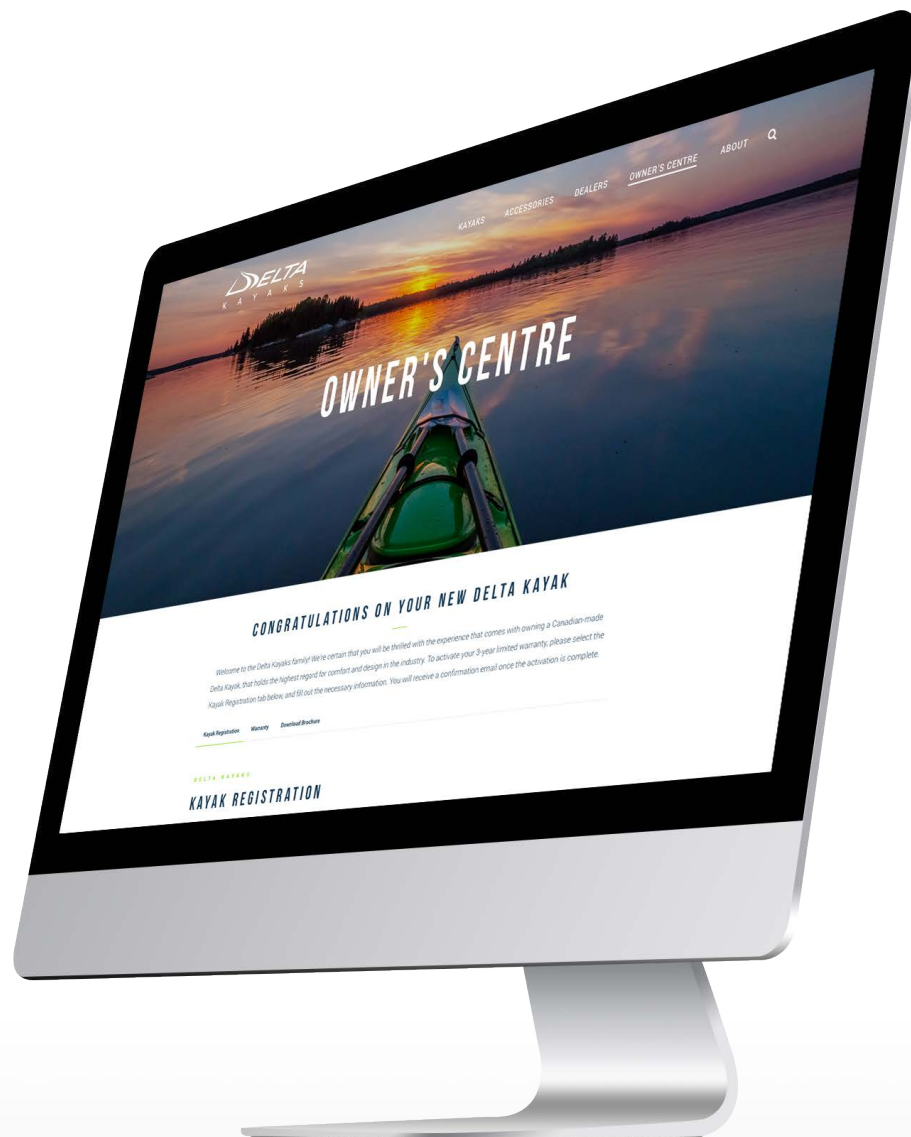 KAYAKS ACCESSORIES DEALERS OWNER'S CENTRE ABOUT
DELTA
KAYAKS
OWNER'S CENTRE
CONGRATULATIONS ON YOUR NEW DELTA KAYAK
Welcome to the Delta Kayaks family! We're certain that you will be thrilled with the experience that comes with owning a Canadian-made
Delta Kayak, that holds the highest regard for comfort and design in the industry. To activate your 3-year limited warranty, please select the
Kayak Registration tab below, and fill out the necessary information. You will receive a confirmation email once the activation is complete.
Kayak Registration Warranty Download Brochure
DELTA KAYAKS
KAYAK REGISTRATION